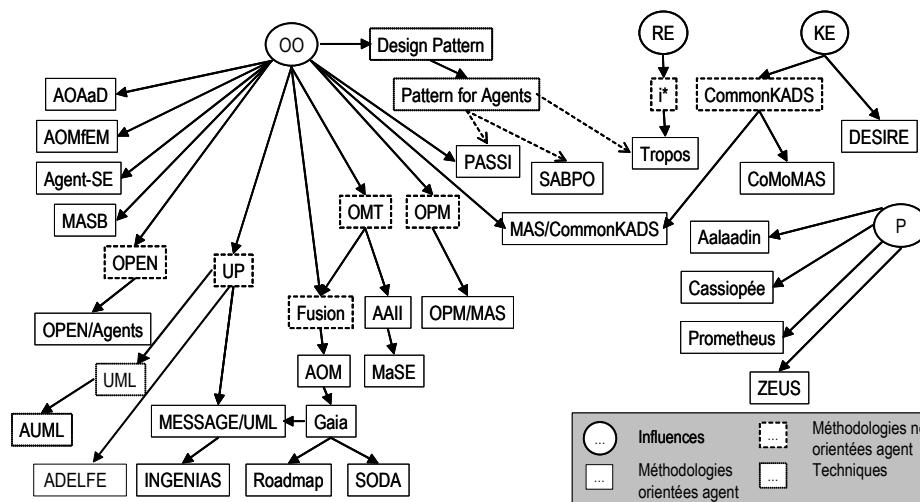 OO
Design Pattern
RE
KE
AOAaD
Pattern for Agents
i*
CommonKADS
AOMfEM
PASSI
DESIRE
Agent-SE
SABPO
Tropos
CoMoMAS
MASB
OMT
OPM
MAS/CommonKADS
P
Aalaadin
OPEN
UP
Cassiopée
OPEN/Agents
Fusion
AAII
OPM/MAS
Prometheus
UML
AOM
MaSE
ZEUS
AUML
MESSAGE/UML
Gaia
ADELFE
INGENIAS
Roadmap
SODA
... Influences
... Méthodologies
orientées agent
... Méthodologies
orientées agent
... Techniques